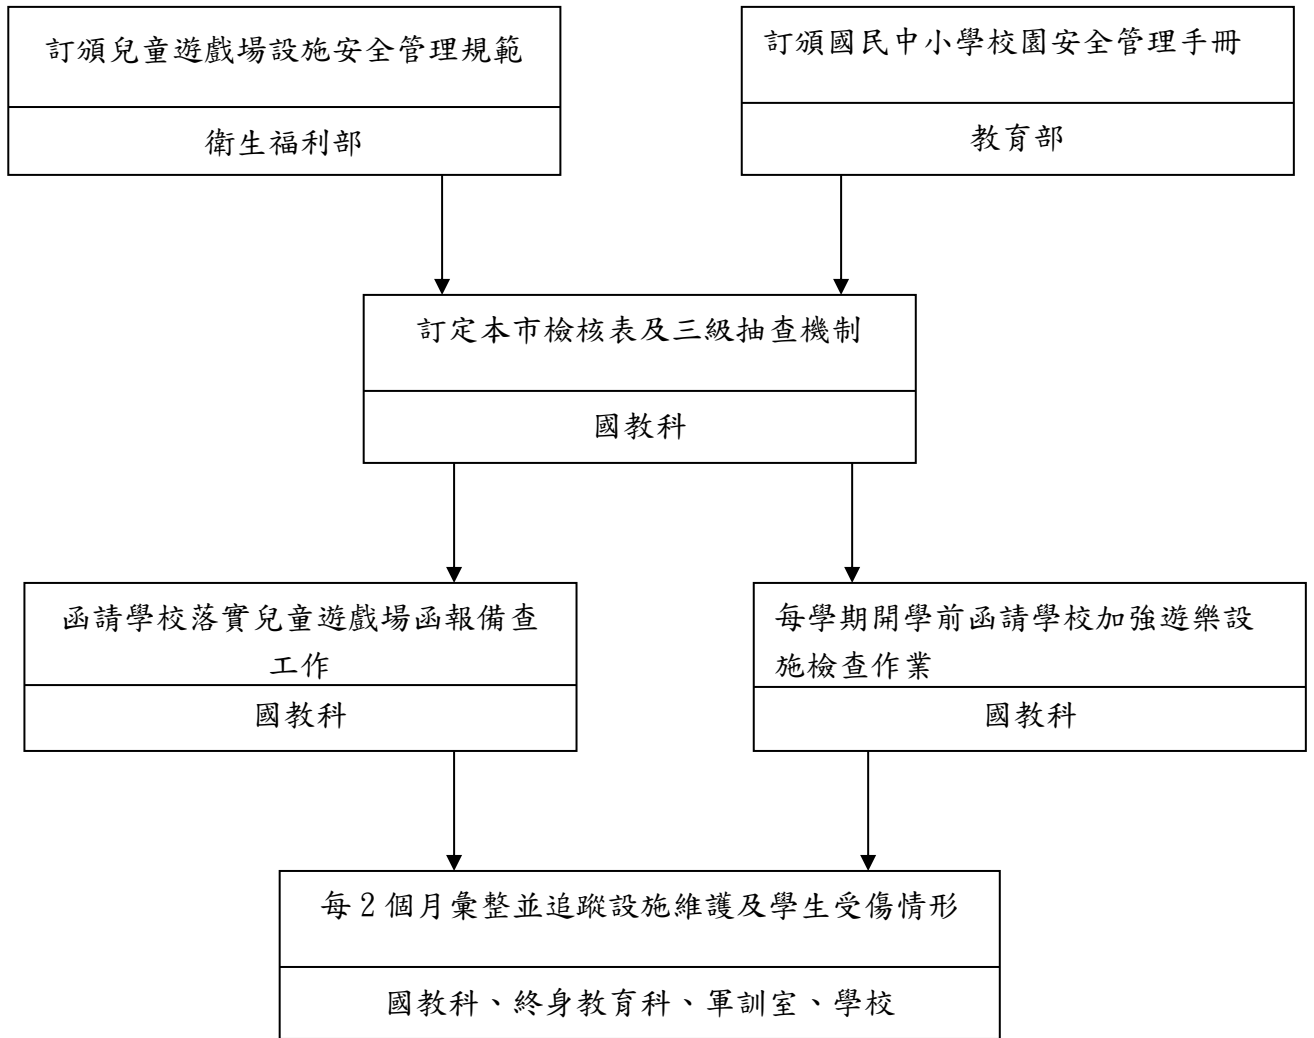 訂頒兒童遊戲場設施安全管理規範
衛生福利部
訂頒國民中小學校園安全管理手冊
教育部
訂定本市檢核表及三級抽查機制
國教科
函請學校落實兒童遊戲場函報備查
工作
國教科
每學期開學前函請學校加強遊樂設
施檢查作業
國教科
每2個月彙整並追蹤設施維護及學生受傷情形
國教科、終身教育科、軍訓室、學校